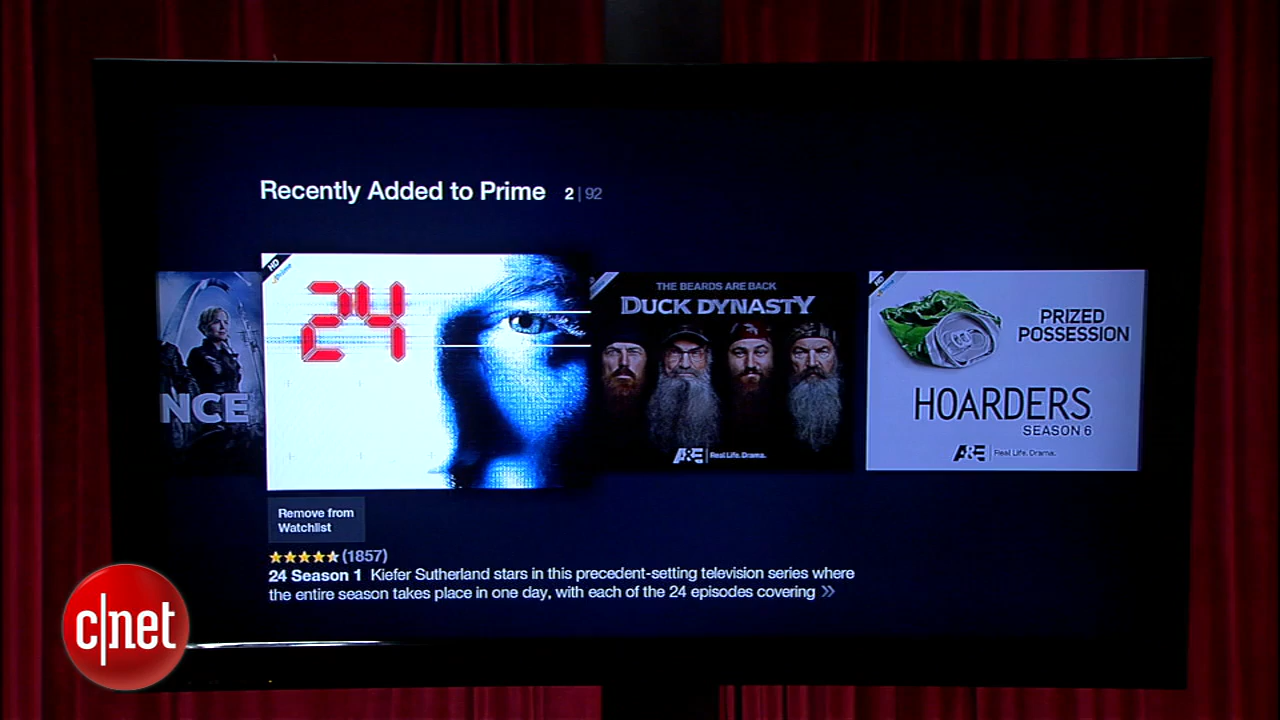 Recently Added to Prime 2 | 92
HD
Prime
24
NCE
THE BEARDS ARE BACK
DUCK DYNASTY
A&E | Real Life. Drama.
HD
PRIZED
POSSESSION
HOARDERS
SEASON 6
A&E | Real Life. Drama.
Remove from
Watchlist
(1857)
24 Season 1 Kiefer Sutherland stars in this precedent-setting television series where
the entire season takes place in one day, with each of the 24 episodes covering »
c|net